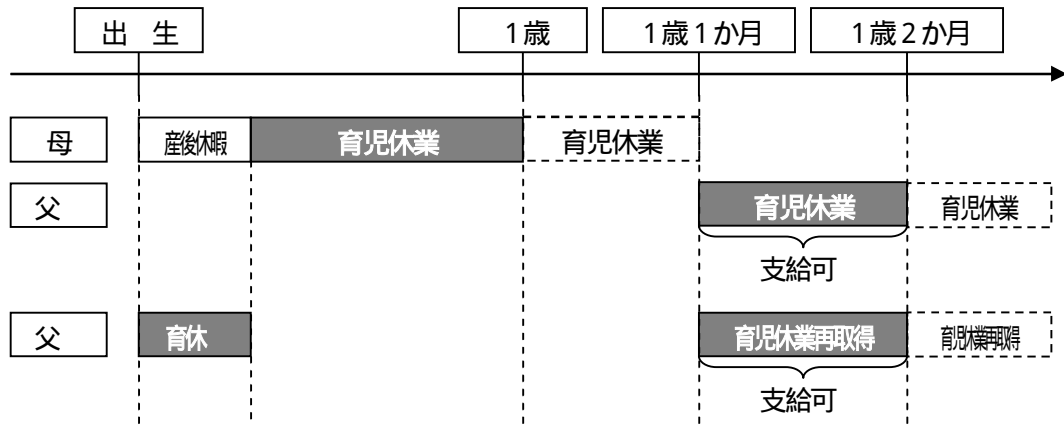 出 生
1歳
1歳1か月
1歳2か月
母
産後休暇
育児休業
育児休業
父
育児休業
育児休業
支給可
父
育休
育児休業再取得
育児休業再取得
支給可